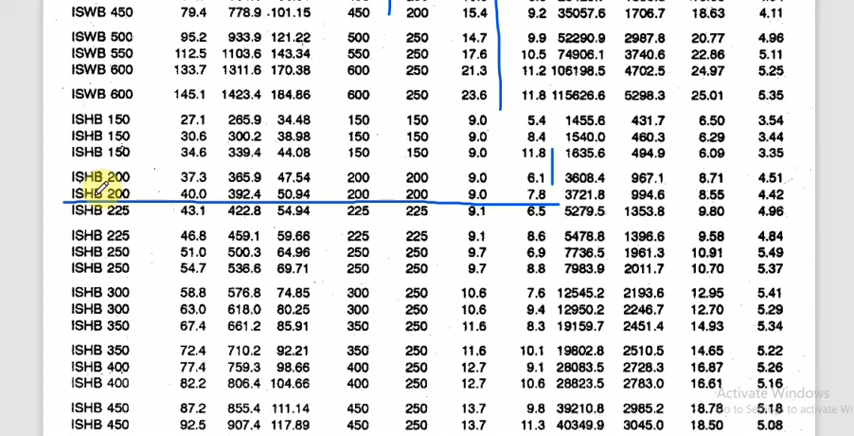 ISWB 450 79.4 778.9 101.15 450 200 15.4 9.2 35057.6 1706.7 18.63 4.11
ISWB 500 95.2 933.9 121.22 500 250 14.7 9.9 52290.9 2987.8 20.77 4.96
ISWB 550 112.5 1103.6 143.34 550 250 17.6 10.5 74906.1 3740.6 22.86 5.11
ISWB 600 133.7 1311.6 170.38 600 250 21.3 11.2 106198.5 4702.5 24.97 5.25
ISWB 600 145.1 1423.4 184.86 600 250 23.6 11.8 115626.6 5298.3 25.01 5.35
ISHB 150 27.1 265.9 34.48 150 150 9.0 5.4 1455.6 431.7 6.50 3.54
ISHB 150 30.6 300.2 38.98 150 150 9.0 8.4 1540.0 460.3 6.29 3.44
ISHB 150 34.6 339.4 44.08 150 150 9.0 11.8 1635.6 494.9 6.09 3.35
ISHB 200 37.3 365.9 47.54 200 200 9.0 6.1 3608.4 967.1 8.71 4.51
ISHB 200 40.0 392.4 50.94 200 200 9.0 7.8 3721.8 994.6 8.55 4.42
ISHB 225 43.1 422.8 54.94 225 225 9.1 6.5 5279.5 1353.8 9.80 4.96
ISHB 225 46.8 459.1 59.66 225 225 9.1 8.6 5478.8 1396.6 9.58 4.84
ISHB 250 51.0 500.3 64.96 250 250 9.7 6.9 7736.5 1961.3 10.91 5.49
ISHB 250 54.7 536.6 69.71 250 250 9.7 8.8 7983.9 2011.7 10.70 5.37
ISHB 300 58.8 576.8 74.85 300 250 10.6 7.6 12545.2 2193.6 12.95 5.41
ISHB 300 63.0 618.0 80.25 300 250 10.6 9.4 12950.2 2246.7 12.70 5.29
ISHB 350 67.4 661.2 85.91 350 250 11.6 8.3 19159.7 2451.4 14.93 5.34
ISHB 350 72.4 710.2 92.21 350 250 11.6 10.1 19802.8 2510.5 14.65 5.22
ISHB 400 77.4 759.3 98.66 400 250 12.7 9.1 28083.5 2728.3 16.87 5.26
ISHB 400 82.2 806.4 104.66 400 250 12.7 10.6 28823.5 2783.0 16.61 5.16
Activate Windows
ISHB 450 87.2 855.4 111.14 450 250 13.7 9.8 39210.8 2985.2 18.78 5.18
to activate Wi
ISHB 450 92.5 907.4 117.89 450 250 13.7 11.3 40349.9 3045.0 18.50 5.08